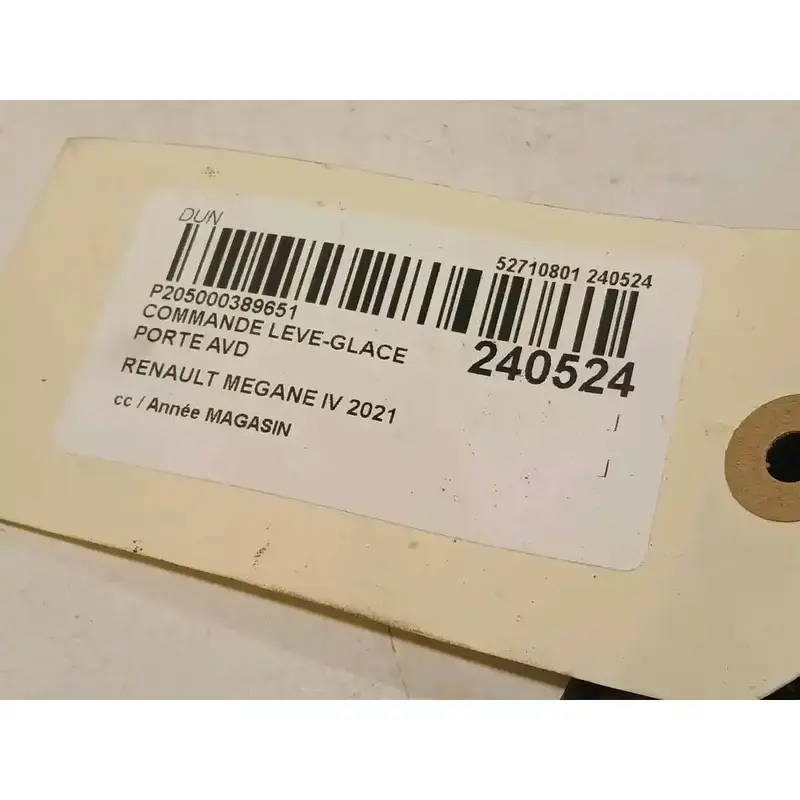 DUN
52710801 240524
P205000389651
COMMANDE LEVE-GLACE
PORTE AVD
240524
RENAULT MEGANE IV 2021
cc / Année MAGASIN